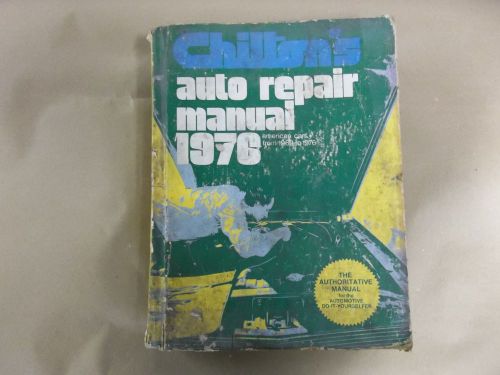 Chilton's
auto repair
manual
1976
american cars
from 1969 to 1976
THE
AUTHORITATIVE
MANUAL
for the
AUTOMOTIVE
DO-IT-YOURSELFER